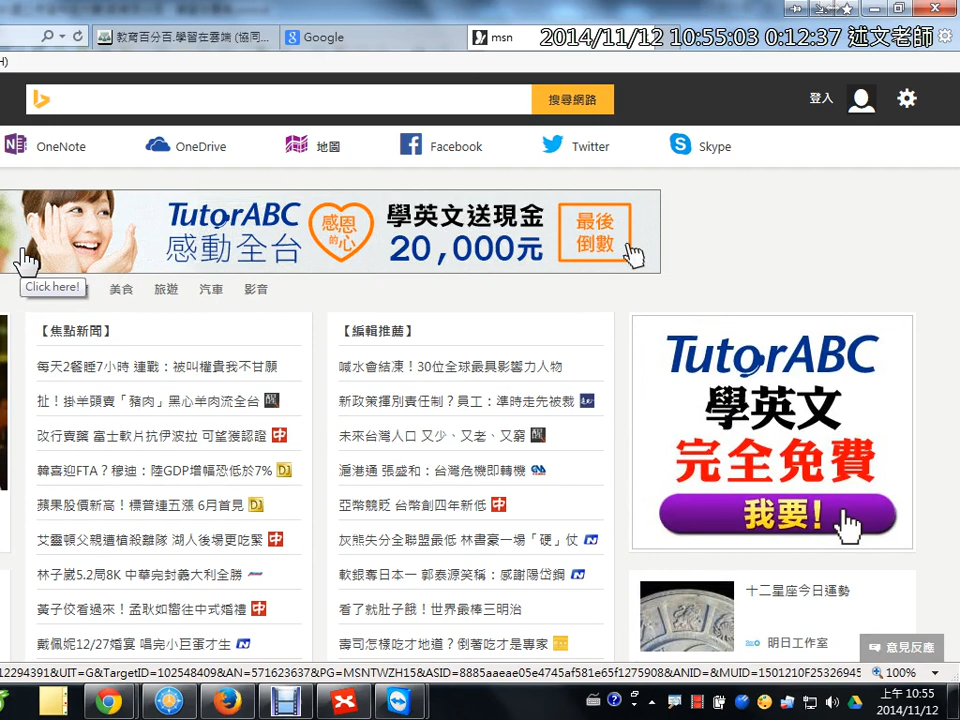 教育百分百.學習在雲端 (協同...
Google
msn
2014/11/12 10:55:03 0:12:37 述文老師
H)
搜尋網路
登入
OneNote
OneDrive
地圖
Facebook
Twitter
Skype
TutorABC
感動全台
感恩
的心
學英文送現金
20,000元
最後
倒數
Click here!
美食
旅遊
汽車
影音
【焦點新聞】
每天2餐睡7小時 連戰：被叫權貴我不甘願
扯！掛羊頭賣「豬肉」黑心羊肉流全台
改行賣藥 富士軟片抗伊波拉 可望獲認證
韓喜迎FTA？穆迪：陸GDP增幅恐低於7%
蘋果股價新高！標普連五漲 6月首見
艾靈頓父親遭槍殺離隊 湖人後場更吃緊
林子崴5.2局8K 中華完封義大利全勝
黃子佼看過來！孟耿如嚮往中式婚禮
戴佩妮12/27婚宴 唱完小巨蛋才生
【編輯推薦】
喊水會結凍！30位全球最具影響力人物
新政策揮別責任制？員工：準時走先被裁
未來台灣人口 又少、又老、又窮
滬港通 張盛和：台灣危機即轉機
亞幣競貶 台幣創四年新低
灰熊失分全聯盟最低 林書豪一場「硬」仗
軟銀奪日本一 郭泰源笑稱：感謝陽岱鋼
看了就肚子餓！世界最棒三明治
壽司怎樣吃才地道？倒著吃才是專家
TutorABC
學英文
完全免費
我要!
十二星座今日運勢
明日工作室
意見反應
12294391&UIT=G&TargetID=102548409&AN=571623637&PG=MSNTWZH15&ASID=8885aaeae05e4745af581e65f1275908&ANID=&MUID=1501210F25326945
100%
上午 10:55
2014/11/12